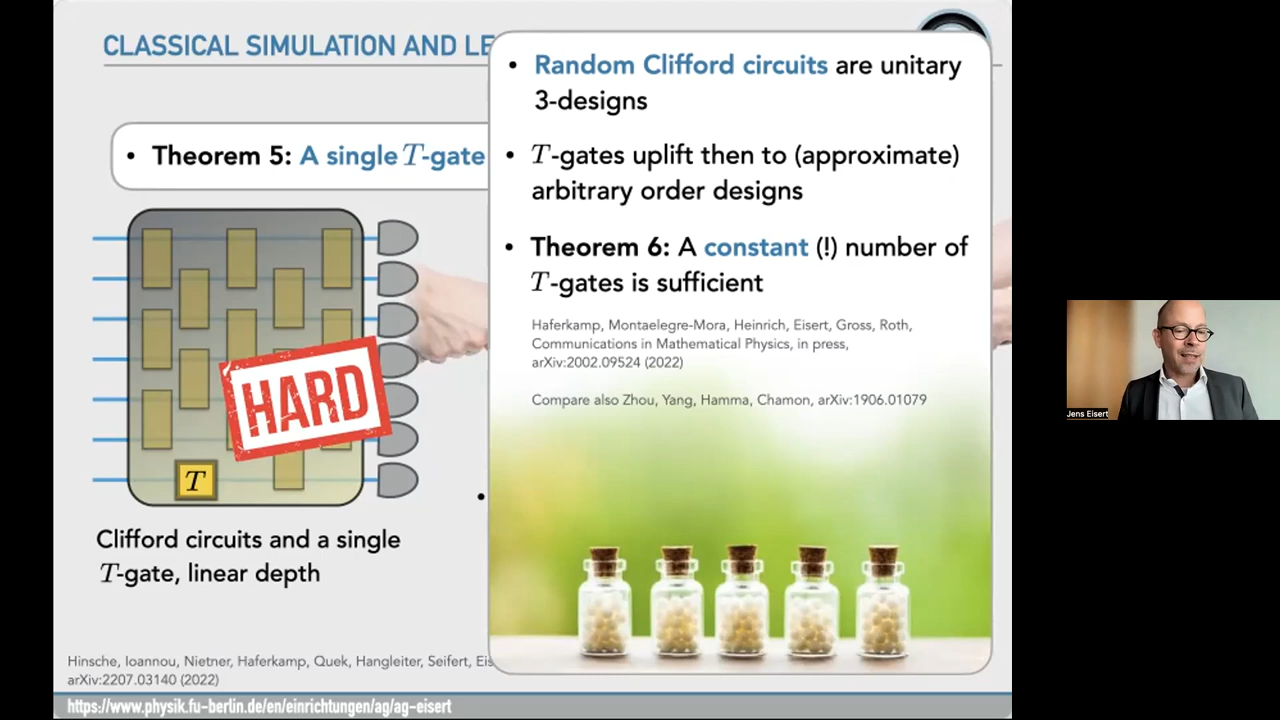 CLASSICAL SIMULATION AND LE
• Theorem 5: A single T-gate
HARD
T
Clifford circuits and a single
T-gate, linear depth
Hinsche, Ioannou, Nietner, Haferkamp, Quek, Hangleiter, Seifert, Eis
arXiv:2207.03140 (2022)
https://www.physik.fu-berlin.de/en/einrichtungen/ag/ag-eisert
• Random Clifford circuits are unitary
3-designs
• T-gates uplift then to (approximate)
arbitrary order designs
• Theorem 6: A constant (!) number of
T-gates is sufficient
Haferkamp, Montaelegre-Mora, Heinrich, Eisert, Gross, Roth,
Communications in Mathematical Physics, in press,
arXiv:2002.09524 (2022)
Compare also Zhou, Yang, Hamma, Chamon, arXiv:1906.01079
Jens Eisert